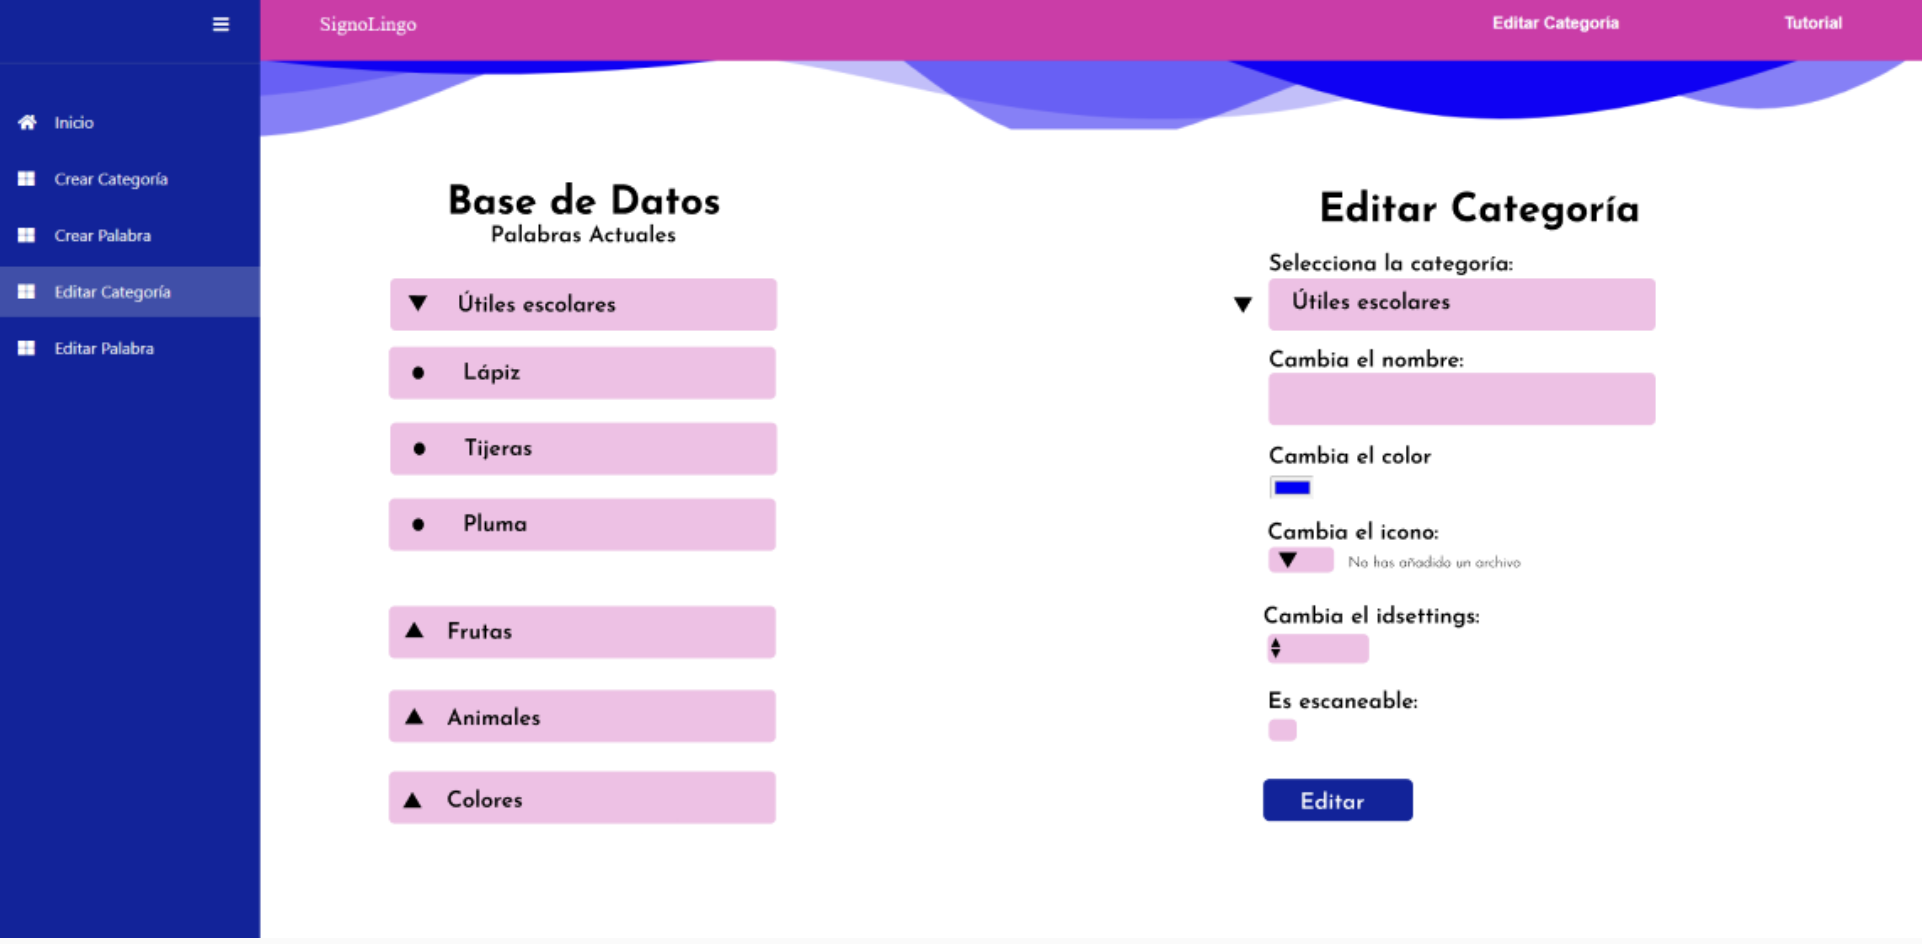 SignoLingo
Editar Categoría
Tutorial
Inicio
Crear Categoría
Crear Palabra
Editar Categoría
Editar Palabra
Base de Datos
Palabras Actuales
Útiles escolares
Lápiz
Tijeras
Pluma
Frutas
Animales
Colores
Editar Categoría
Selecciona la categoría:
Útiles escolares
Cambia el nombre:
Cambia el color
Cambia el icono:
No has añadido un archivo
Cambia el idsettings:
Es escaneable:
Editar